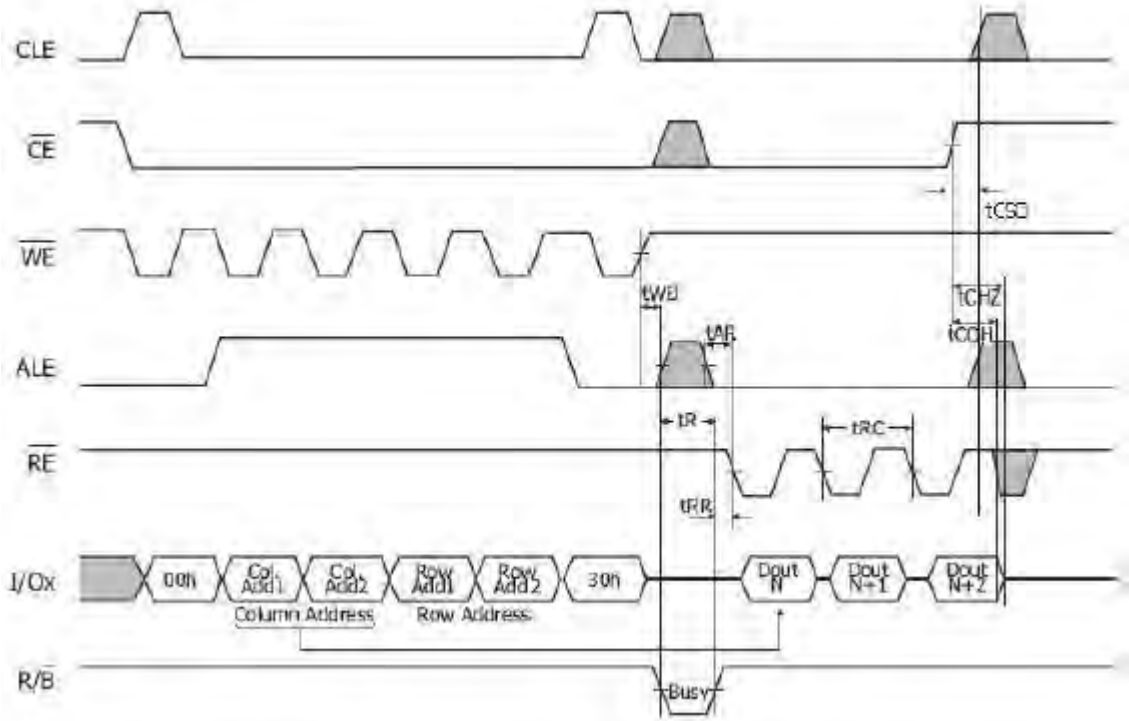 CLE
CE
tCSD
WE
tWB
tCHZ
tAR
tCOH
ALE
tR
tRC
RE
tRR
I/Ox
00h
Col. Add1
Col. Add2
Row Add1
Row Add2
30h
Dout N
Dout N+1
Dout N+2
Column Address
Row Address
R/B
Busy